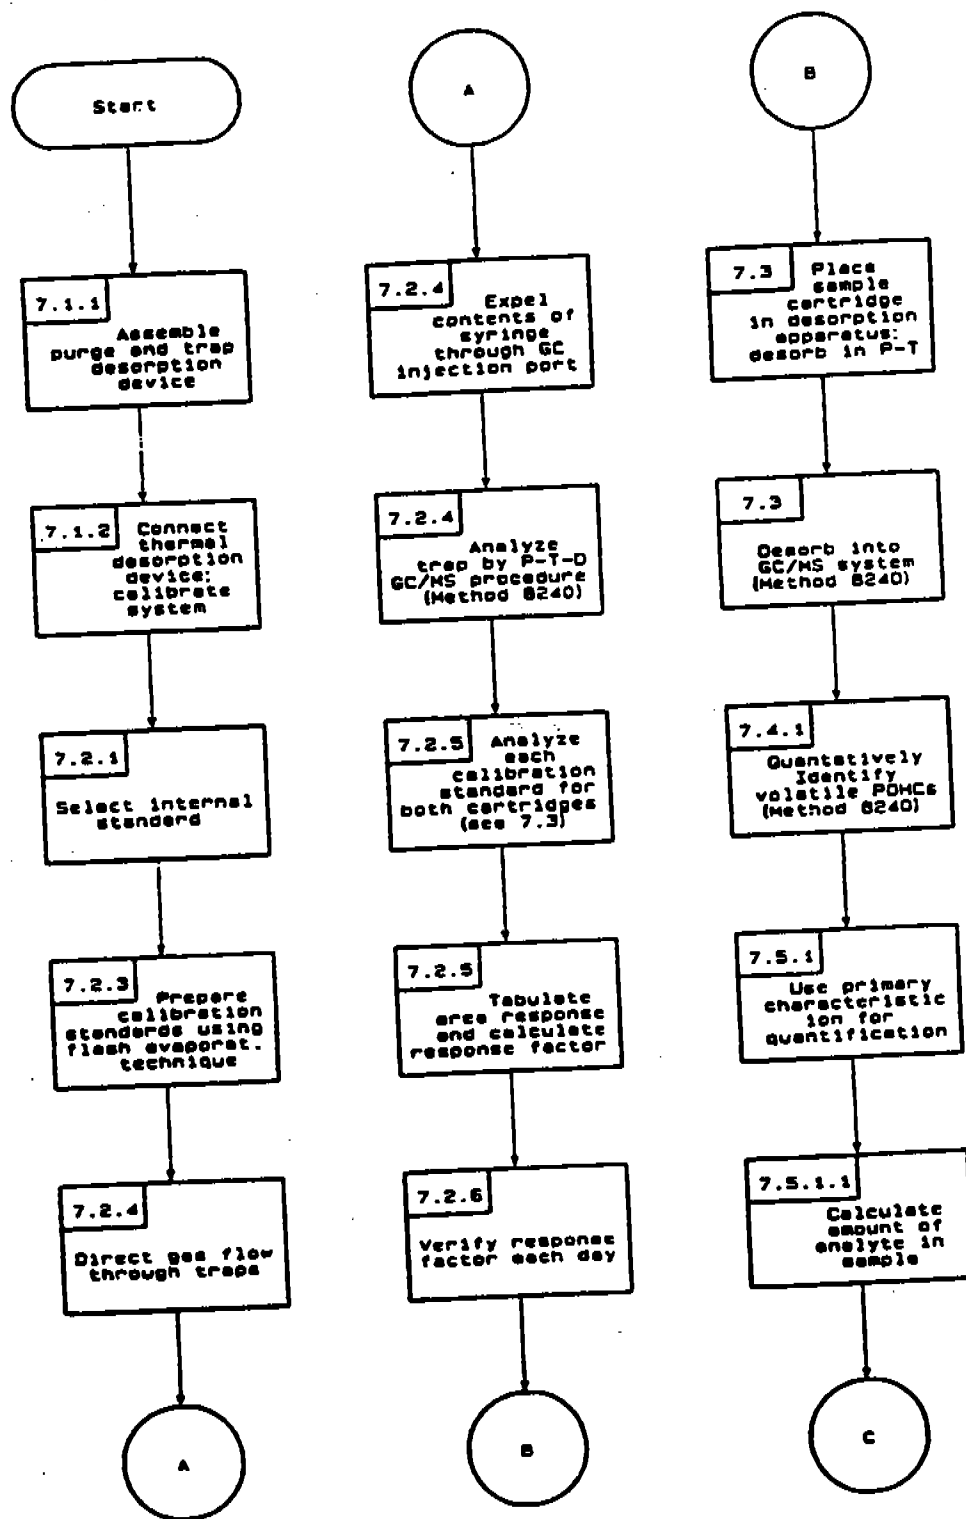 Start
7.1.1
Assemble
purge and trap
desorption
device
7.1.2 Connect
thermal
desorption
device;
calibrate
system
7.2.1
Select internal
standard
7.2.3
Prepare
calibration
standards using
flash evaporat.
technique
7.2.4
Direct gas flow
through traps
A
A
7.2.4
Expel
contents of
syringe
through GC
injection port
7.2.4
Analyze
trap by P-T-D
GC/MS procedure
(Method 8240)
7.2.5 Analyze
each
calibration
standard for
both cartridges
(see 7.3)
7.2.5
Tabulate
area response
and calculate
response factor
7.2.6
Verify response
factor each day
B
B
7.3 Place
sample
cartridge
in desorption
apparatus:
desorb in P-T
7.3
Desorb into
GC/MS system
(Method 8240)
7.4.1
Quantatively
Identify
volatile POHCs
(Method 8240)
7.5.1
Use primary
characteristic
ion for
quantification
7.5.1.1
Calculate
amount of
analyte in
sample
C